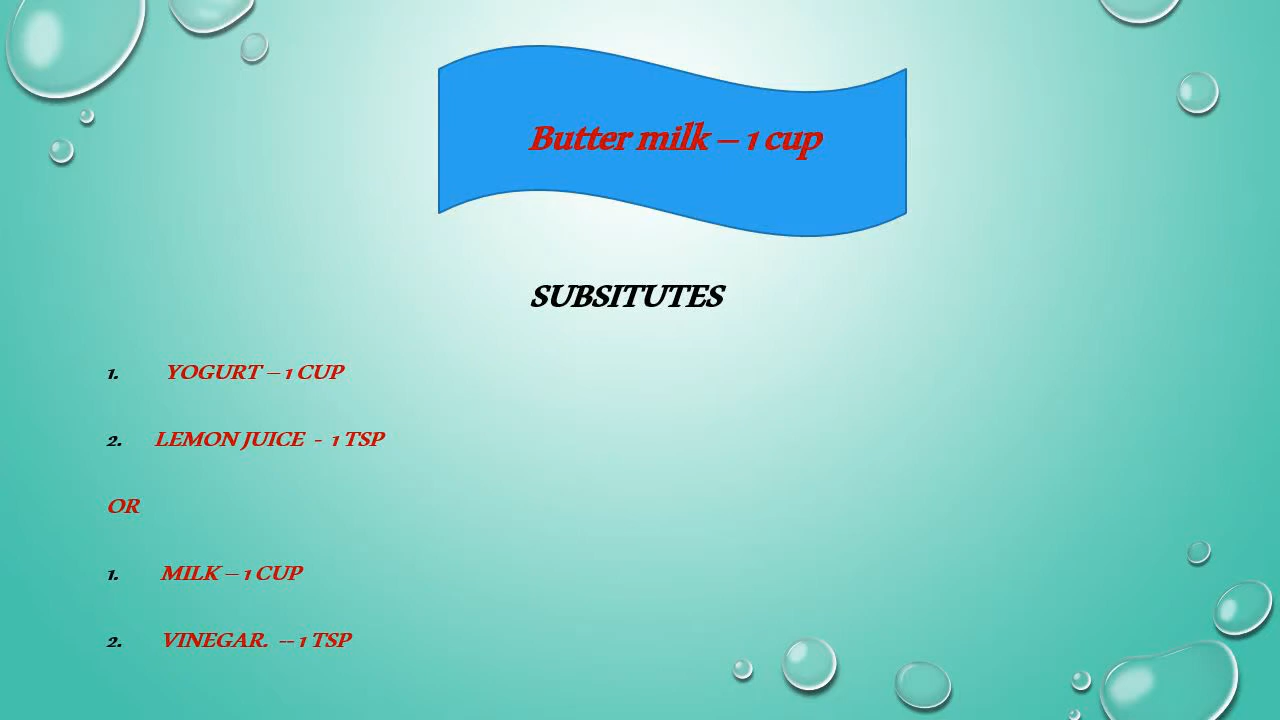 Butter milk – 1 cup
SUBSITUTES
1. YOGURT – 1 CUP
2. LEMON JUICE - 1 TSP
OR
1. MILK – 1 CUP
2. VINEGAR. -- 1 TSP